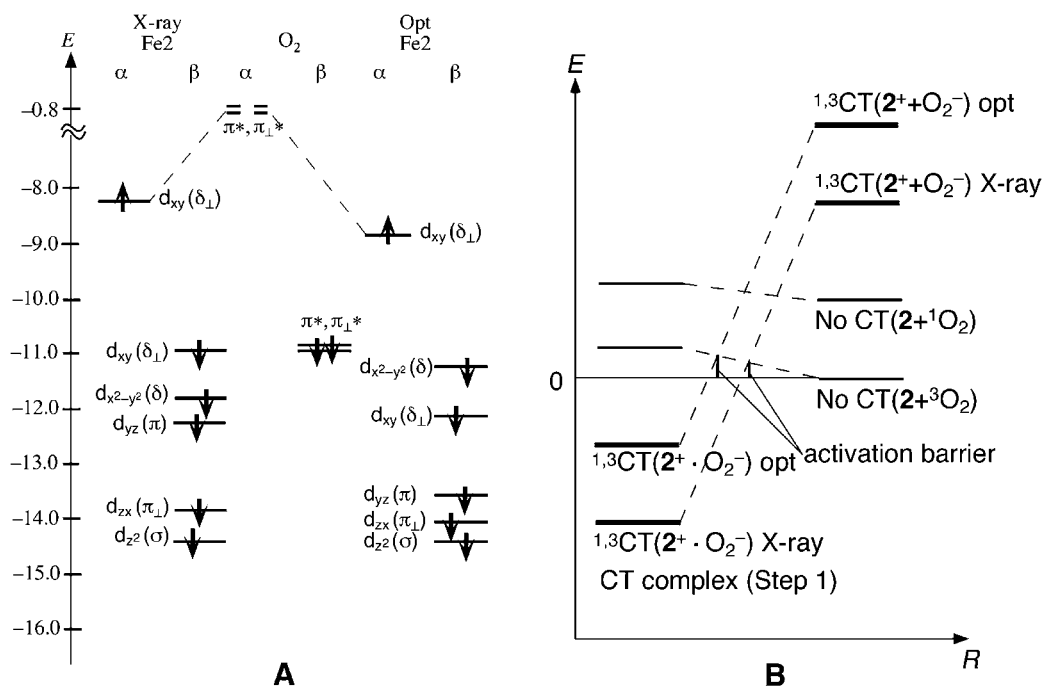 X-ray
Fe2
O₂
Opt
Fe2
E
α
β
α
β
α
β
–0.8
π*, π⊥*
–8.0
dxy(δ⊥)
–9.0
dxy(δ⊥)
–10.0
π*, π⊥*
–11.0
dxy(δ⊥)
dx²–y²(δ)
dx²–y²(δ)
–12.0
dxy(δ⊥)
dyz(π)
–13.0
dyz(π)
dzx(π⊥)
–14.0
dzx(π⊥)
dz²(σ)
dz²(σ)
–15.0
–16.0
A
E
¹,³CT(2⁺+O₂⁻) opt
¹,³CT(2⁺+O₂⁻) X-ray
No CT(2+¹O₂)
0
No CT(2+³O₂)
activation barrier
¹,³CT(2⁺ · O₂⁻) opt
¹,³CT(2⁺ · O₂⁻) X-ray
CT complex (Step 1)
R
B